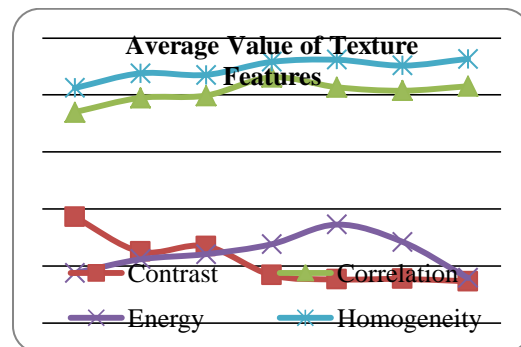 Average Value of Texture
Features
Contrast Correlation
Energy Homogeneity